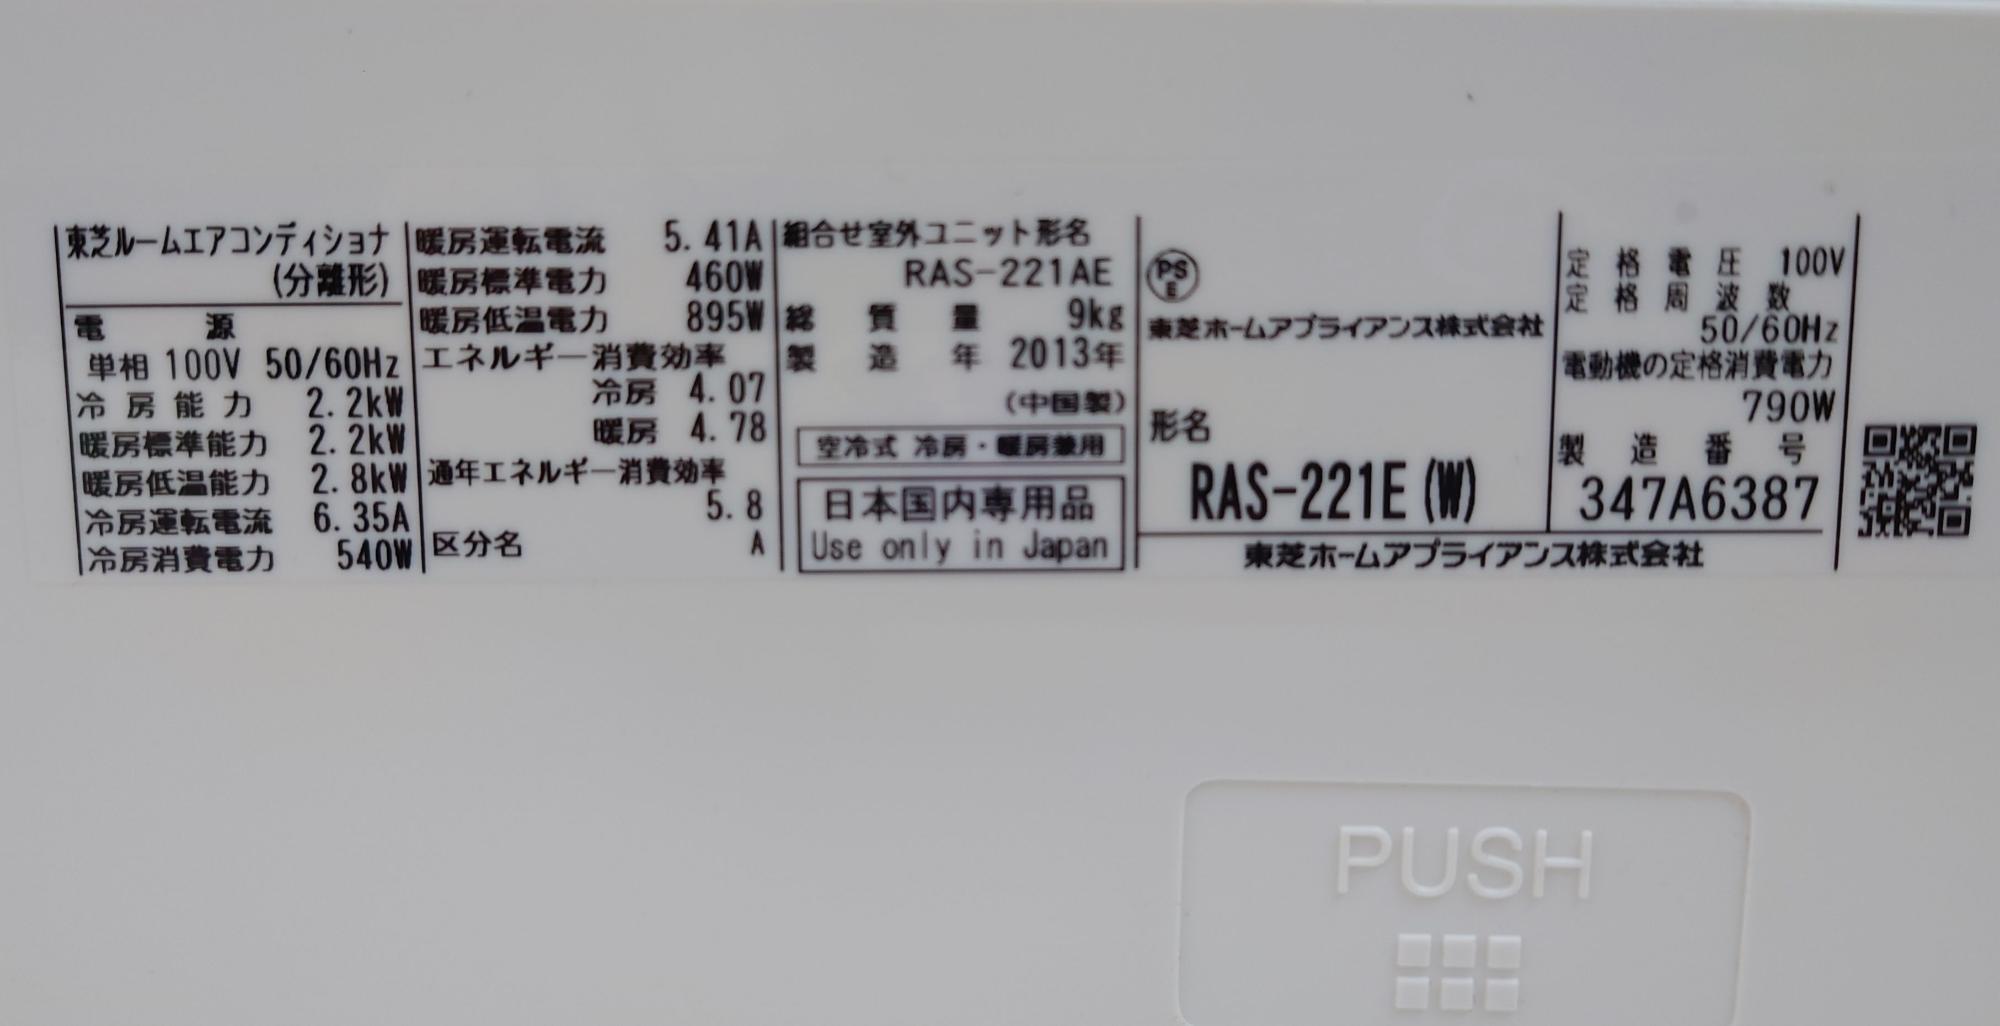 東芝ルームエアコンディショナ
(分離形)
電源
単相 100V 50/60Hz
冷房能力 2.2kW
暖房標準能力 2.2kW
暖房低温能力 2.8kW
冷房運転電流 6.35A
冷房消費電力 540W
暖房運転電流 5.41A
暖房標準電力 460W
暖房低温電力 895W
エネルギー消費効率
冷房 4.07
暖房 4.78
通年エネルギー消費効率
5.8
区分名 A
組合せ室外ユニット形名
RAS-221AE
総質量 9kg
製造年 2013年
(中国製)
空冷式 冷房・暖房兼用
日本国内専用品
Use only in Japan
PS
E
東芝ホームアプライアンス株式会社
形名
RAS-221E(W)
定格電圧 100V
定格周波数
50/60Hz
電動機の定格消費電力
790W
製造番号
347A6387
東芝ホームアプライアンス株式会社
PUSH